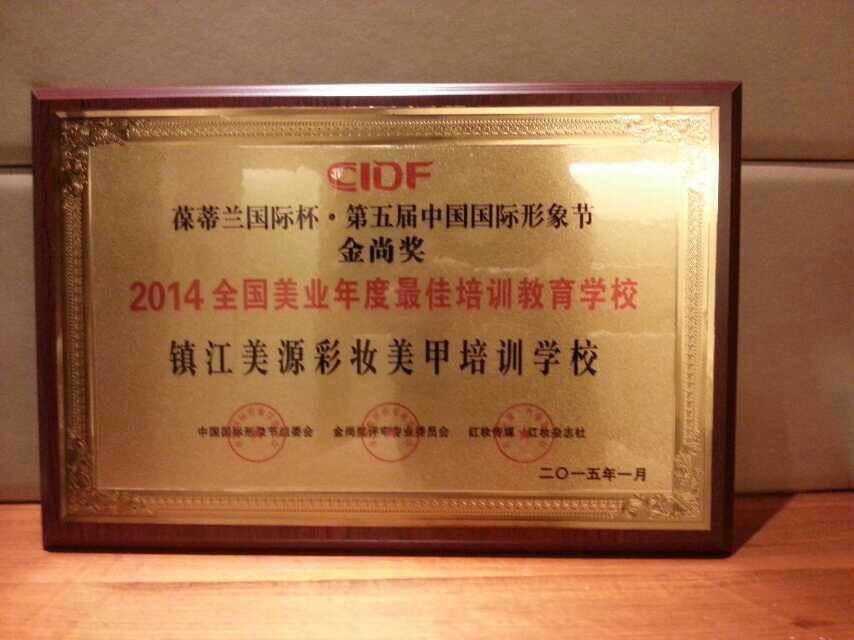 CIDF
葆蒂兰国际杯·第五届中国国际形象节
金尚奖
2014全国美业年度最佳培训教育学校
镇江美源彩妆美甲培训学校
中国国际形象节组委会 金尚奖评审专业委员会 红妆传媒 红妆杂志社
二〇一五年一月